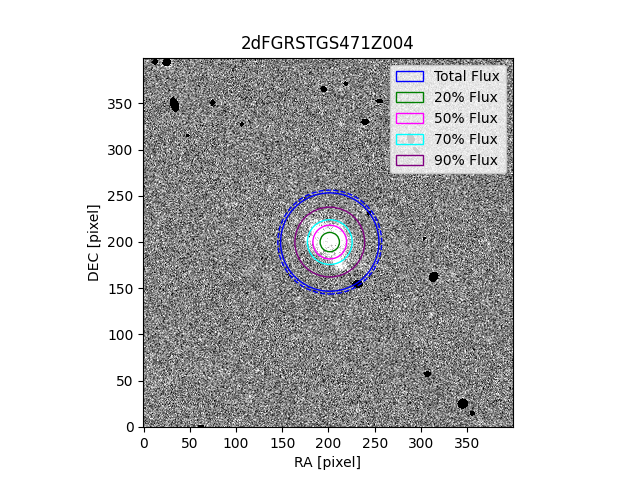 2dFGRSTGS471Z004
Total Flux
20% Flux
50% Flux
70% Flux
90% Flux
DEC [pixel]
350
300
250
200
150
100
50
0
0 50 100 150 200 250 300 350
RA [pixel]